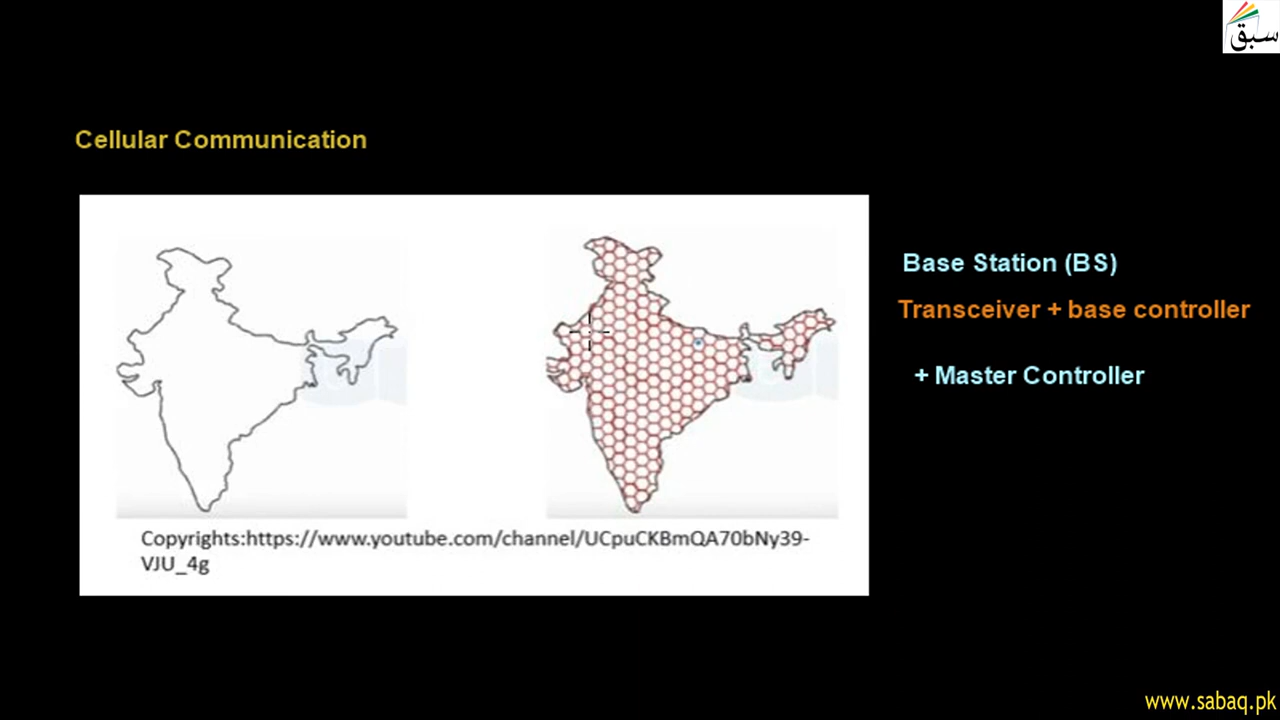 سبق
Cellular Communication
Base Station (BS)
Transceiver + base controller
+ Master Controller
Copyrights:https://www.youtube.com/channel/UCpuCKBmQA70bNy39-
VJU_4g
www.sabaq.pk